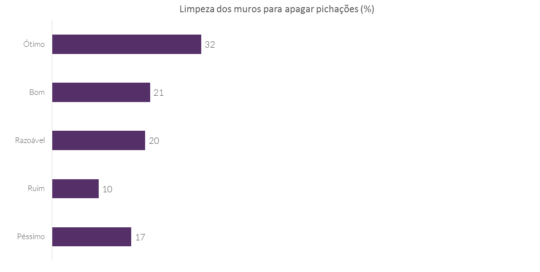 Limpeza dos muros para apagar pichações (%)
Ótimo 32
Bom 21
Razoável 20
Ruim 10
Péssimo 17